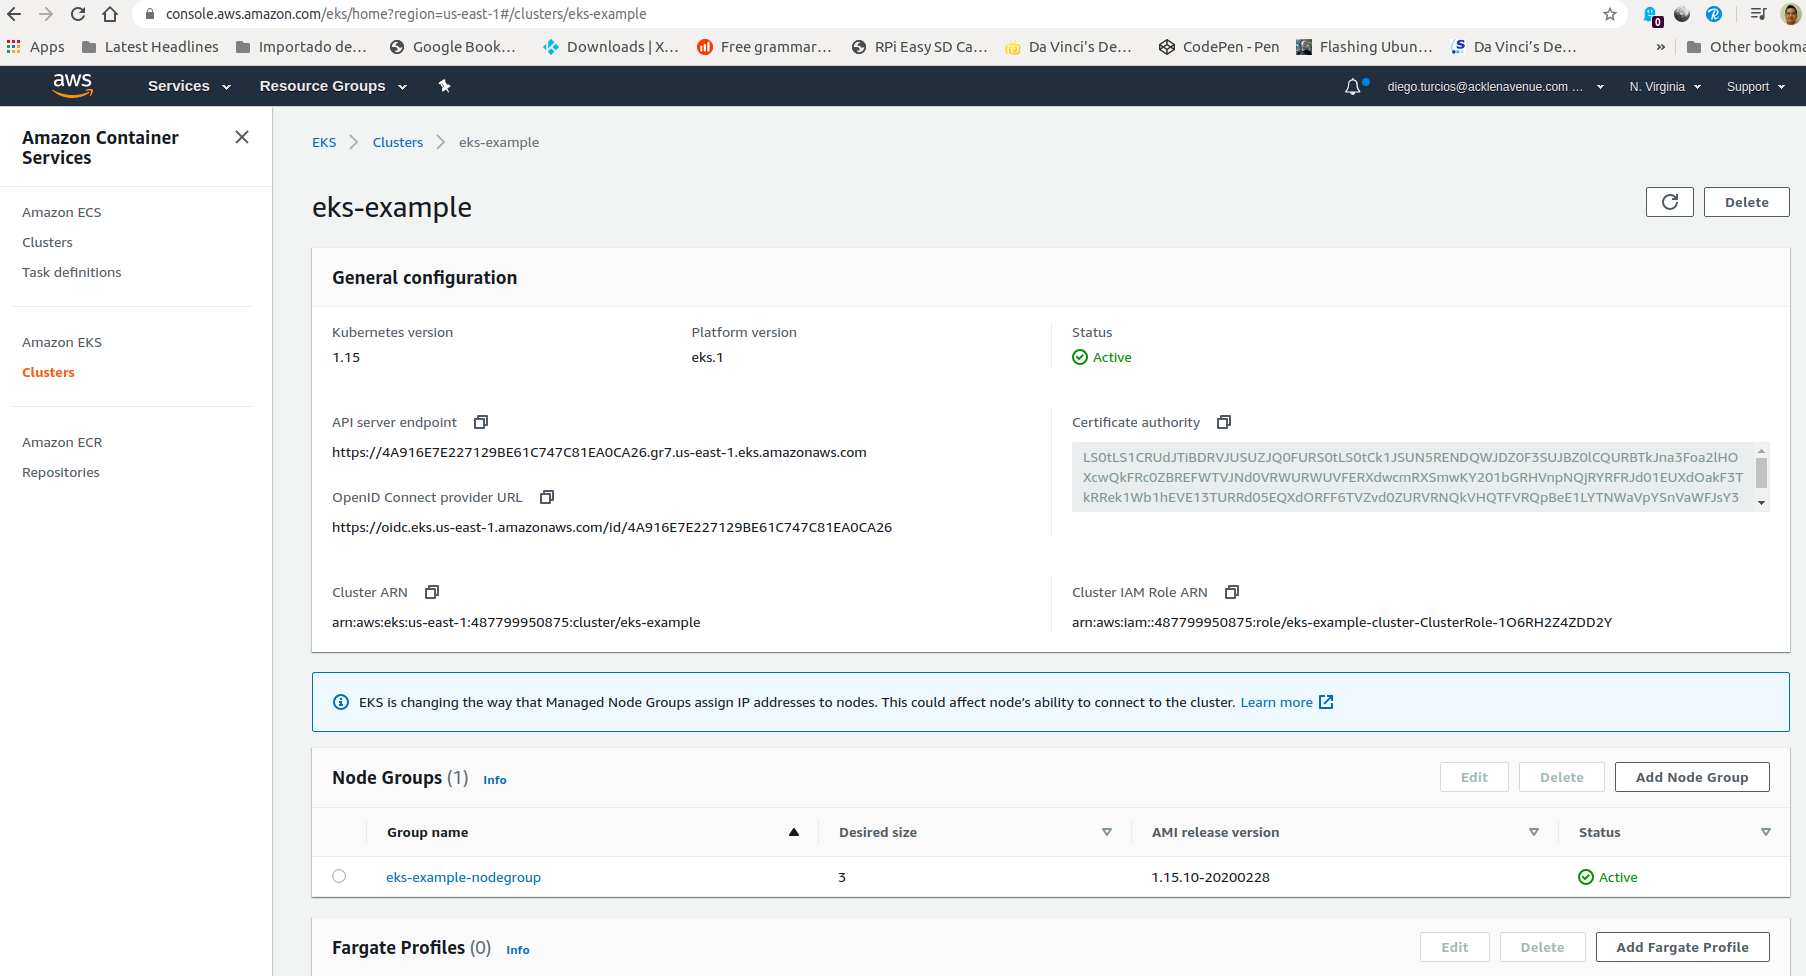 console.aws.amazon.com/eks/home?region=us-east-1#/clusters/eks-example
0
Apps Latest Headlines Importado de... Google Book... Downloads | X... Free grammar... RPi Easy SD Ca... Da Vinci's De... CodePen - Pen Flashing Ubun... Da Vinci's De... » Other bookma
aws Services Resource Groups diego.turcios@acklenavenue.com ... N. Virginia Support
Amazon Container
Services
Amazon ECS
Clusters
Task definitions
Amazon EKS
Clusters
Amazon ECR
Repositories
EKS Clusters eks-example
eks-example
Delete
General configuration
Kubernetes version Platform version Status
1.15 eks.1 Active
API server endpoint
https://4A916E7E227129BE61C747C81EA0CA26.gr7.us-east-1.eks.amazonaws.com
OpenID Connect provider URL
https://oidc.eks.us-east-1.amazonaws.com/id/4A916E7E227129BE61C747C81EA0CA26
Certificate authority
Cluster ARN
arn:aws:eks:us-east-1:487799950875:cluster/eks-example
Cluster IAM Role ARN
arn:aws:iam::487799950875:role/eks-example-cluster-ClusterRole-1O6RH2Z4ZDD2Y
EKS is changing the way that Managed Node Groups assign IP addresses to nodes. This could affect node's ability to connect to the cluster. Learn more
Node Groups (1) Info Edit Delete Add Node Group
Group name Desired size AMI release version Status
eks-example-nodegroup 3 1.15.10-20200228 Active
Fargate Profiles (0) Info Edit Delete Add Fargate Profile